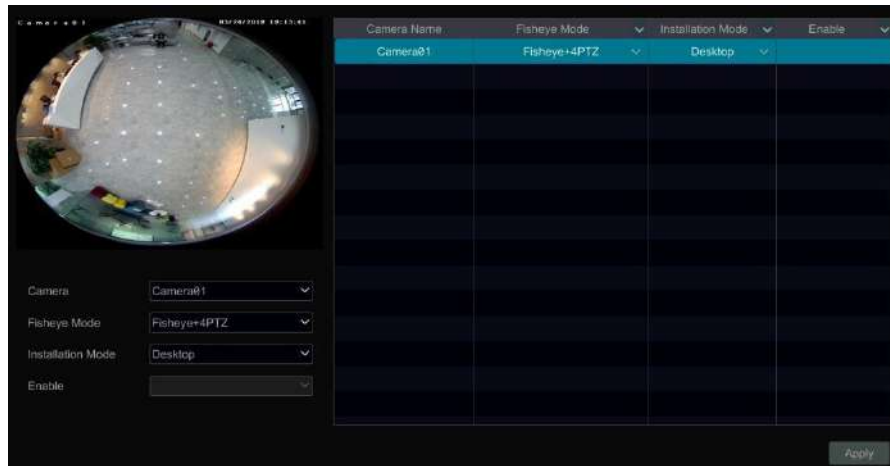 Camera01
Camera Name Fisheye Mode Installation Mode Enable
Camera01 Fisheye+4PTZ Desktop
Camera Camera01
Fisheye Mode Fisheye+4PTZ
Installation Mode Desktop
Enable
Apply